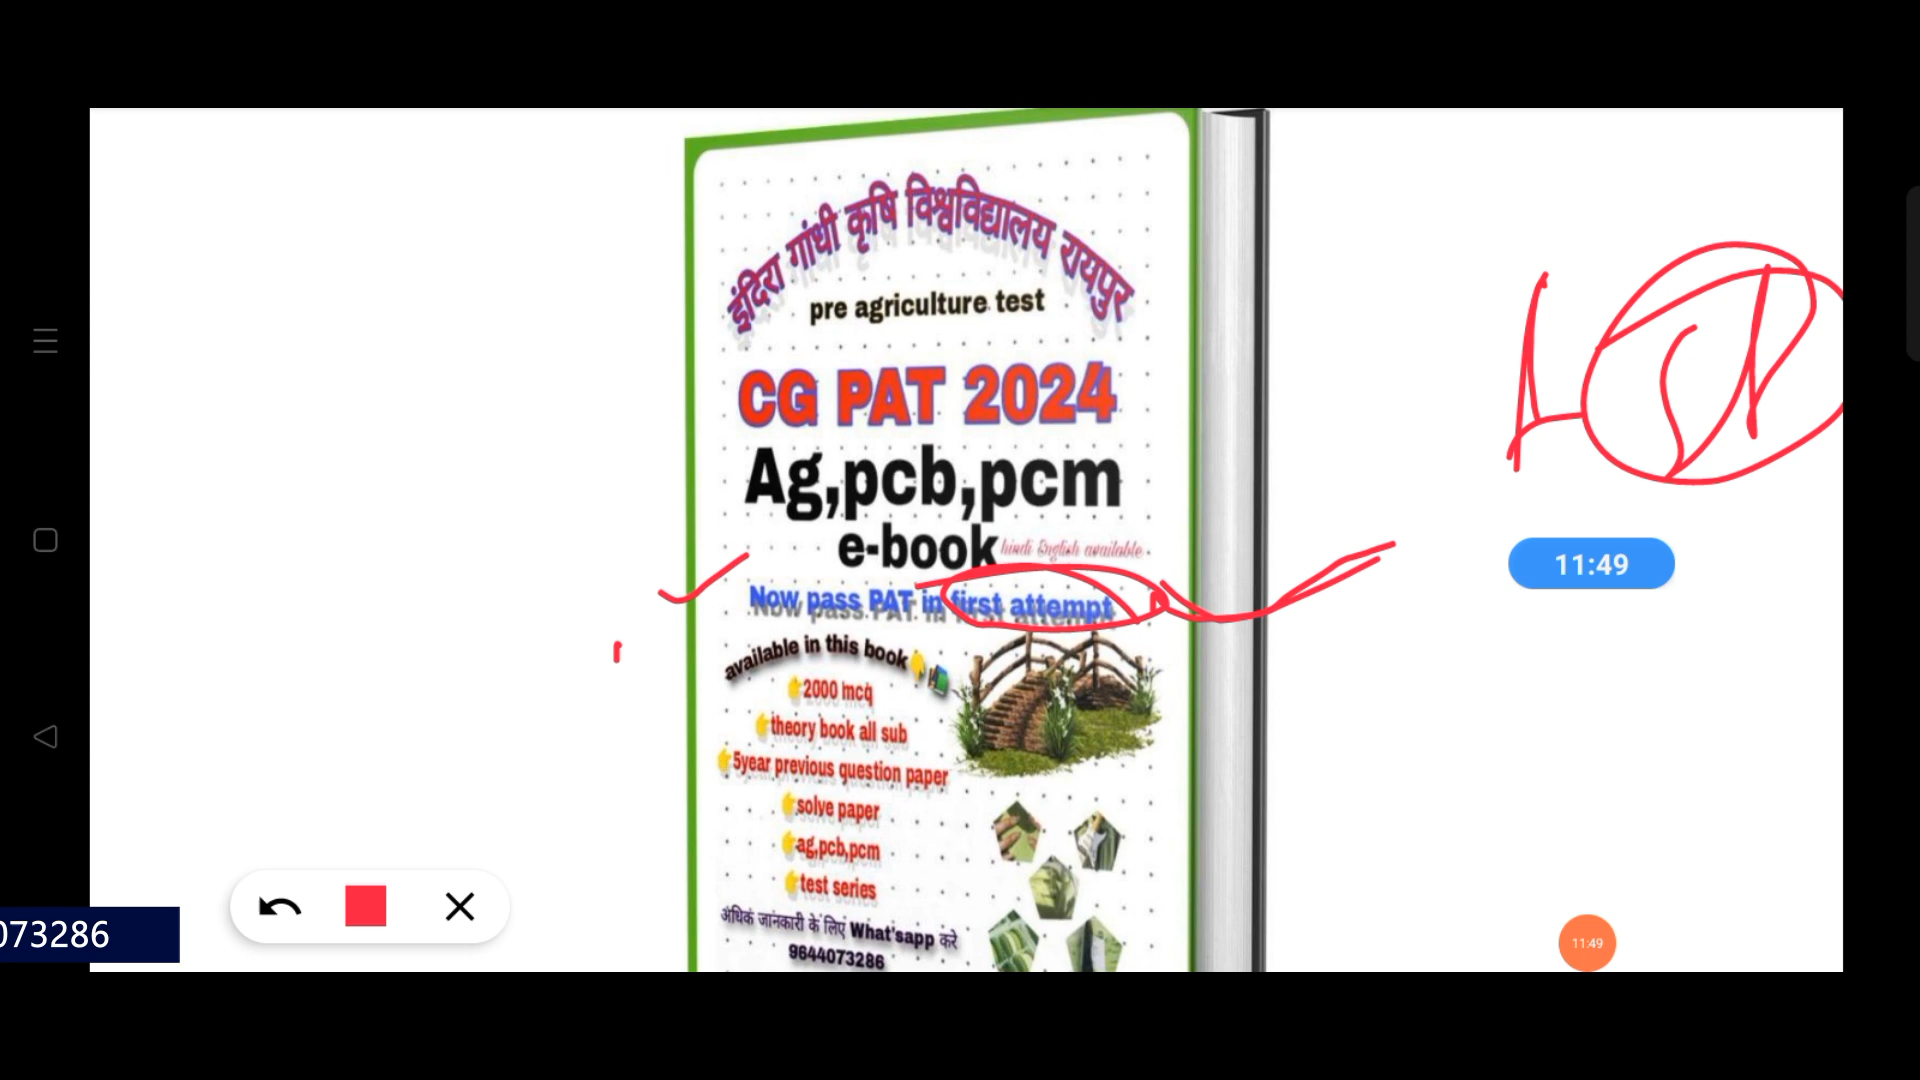 इंदिरा गांधी कृषि विश्वविद्यालय रायपुर
pre agriculture test
CG PAT 2024
Ag,pcb,pcm
e-book
hindi English available
Now pass PAT in first attempt
11:49
available in this book
2000 mcq
theory book all sub
5year previous question paper
solve paper
ag,pcb,pcm
test series
अधिक जानकारी के लिए What'sapp करे
9644073286
073286
11:49